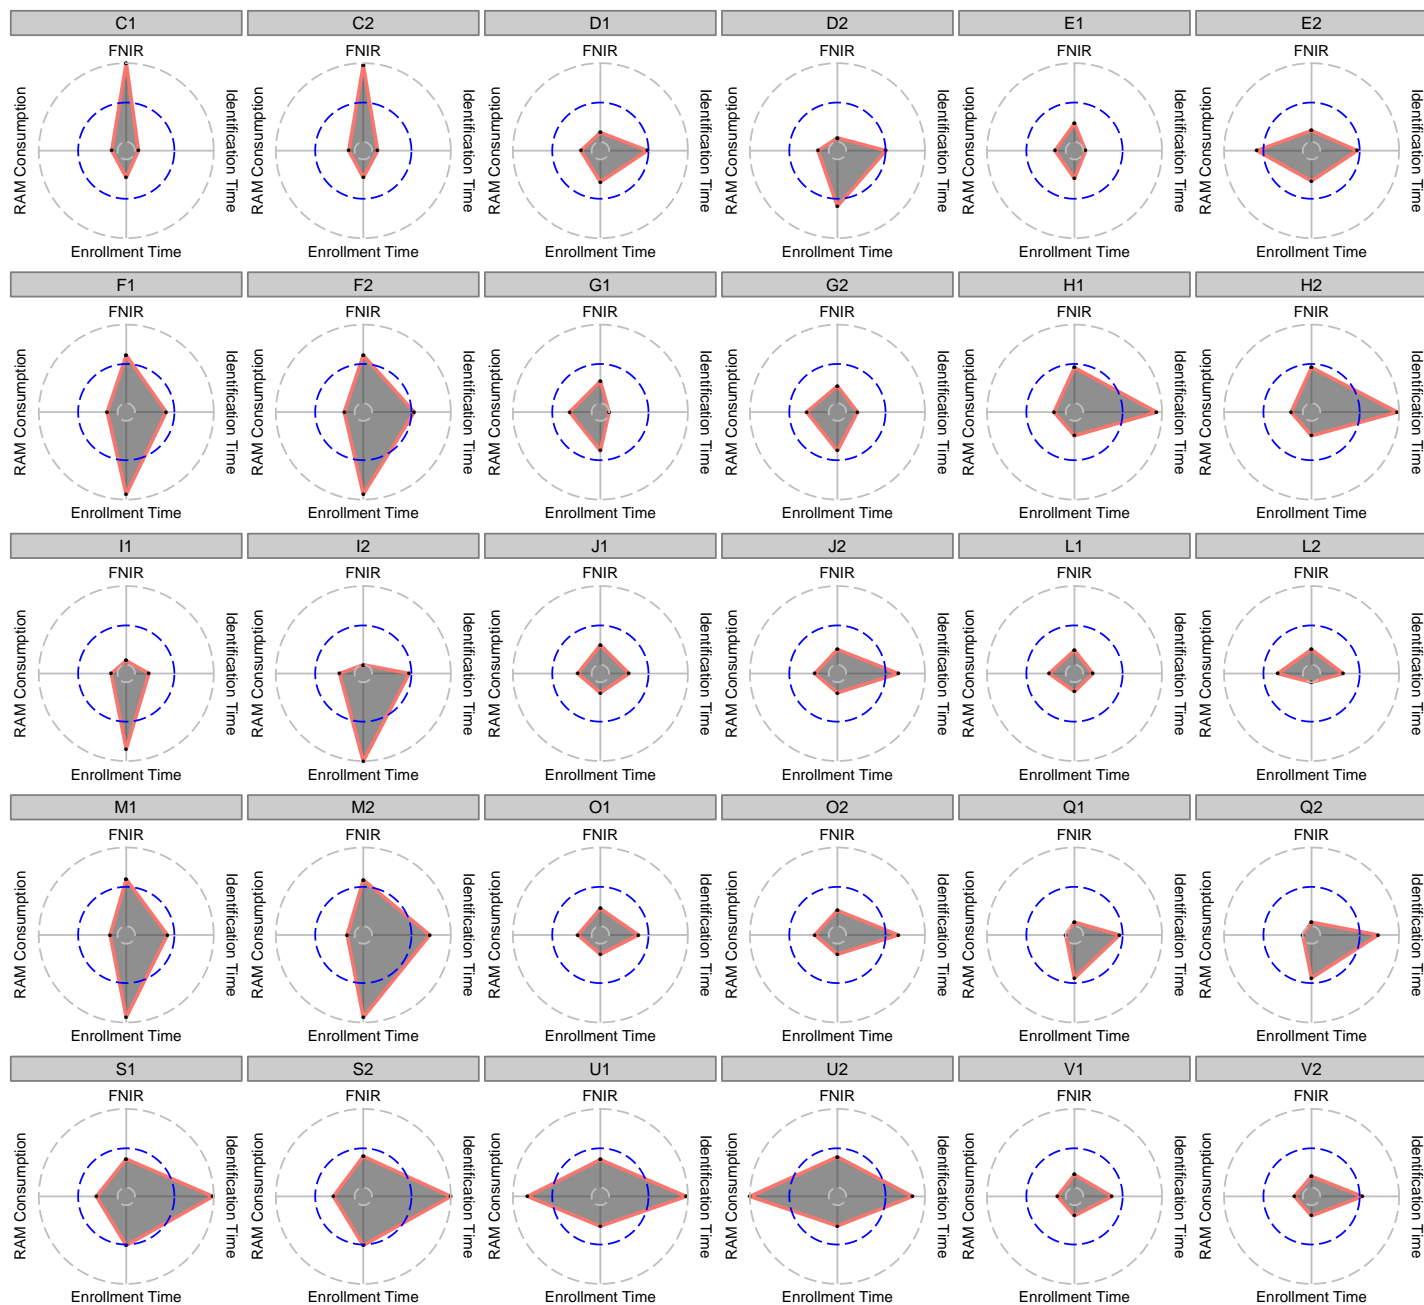 C1 C2 D1 D2 E1 E2
FNIR FNIR FNIR FNIR FNIR FNIR
RAM Consumption Identification Time RAM Consumption Identification Time RAM Consumption Identification Time RAM Consumption Identification Time RAM Consumption Identification Time RAM Consumption Identification Time
Enrollment Time Enrollment Time Enrollment Time Enrollment Time Enrollment Time Enrollment Time
F1 F2 G1 G2 H1 H2
FNIR FNIR FNIR FNIR FNIR FNIR
RAM Consumption Identification Time RAM Consumption Identification Time RAM Consumption Identification Time RAM Consumption Identification Time RAM Consumption Identification Time RAM Consumption Identification Time
Enrollment Time Enrollment Time Enrollment Time Enrollment Time Enrollment Time Enrollment Time
I1 I2 J1 J2 L1 L2
FNIR FNIR FNIR FNIR FNIR FNIR
RAM Consumption Identification Time RAM Consumption Identification Time RAM Consumption Identification Time RAM Consumption Identification Time RAM Consumption Identification Time RAM Consumption Identification Time
Enrollment Time Enrollment Time Enrollment Time Enrollment Time Enrollment Time Enrollment Time
M1 M2 O1 O2 Q1 Q2
FNIR FNIR FNIR FNIR FNIR FNIR
RAM Consumption Identification Time RAM Consumption Identification Time RAM Consumption Identification Time RAM Consumption Identification Time RAM Consumption Identification Time RAM Consumption Identification Time
Enrollment Time Enrollment Time Enrollment Time Enrollment Time Enrollment Time Enrollment Time
S1 S2 U1 U2 V1 V2
FNIR FNIR FNIR FNIR FNIR FNIR
RAM Consumption Identification Time RAM Consumption Identification Time RAM Consumption Identification Time RAM Consumption Identification Time RAM Consumption Identification Time RAM Consumption Identification Time
Enrollment Time Enrollment Time Enrollment Time Enrollment Time Enrollment Time Enrollment Time